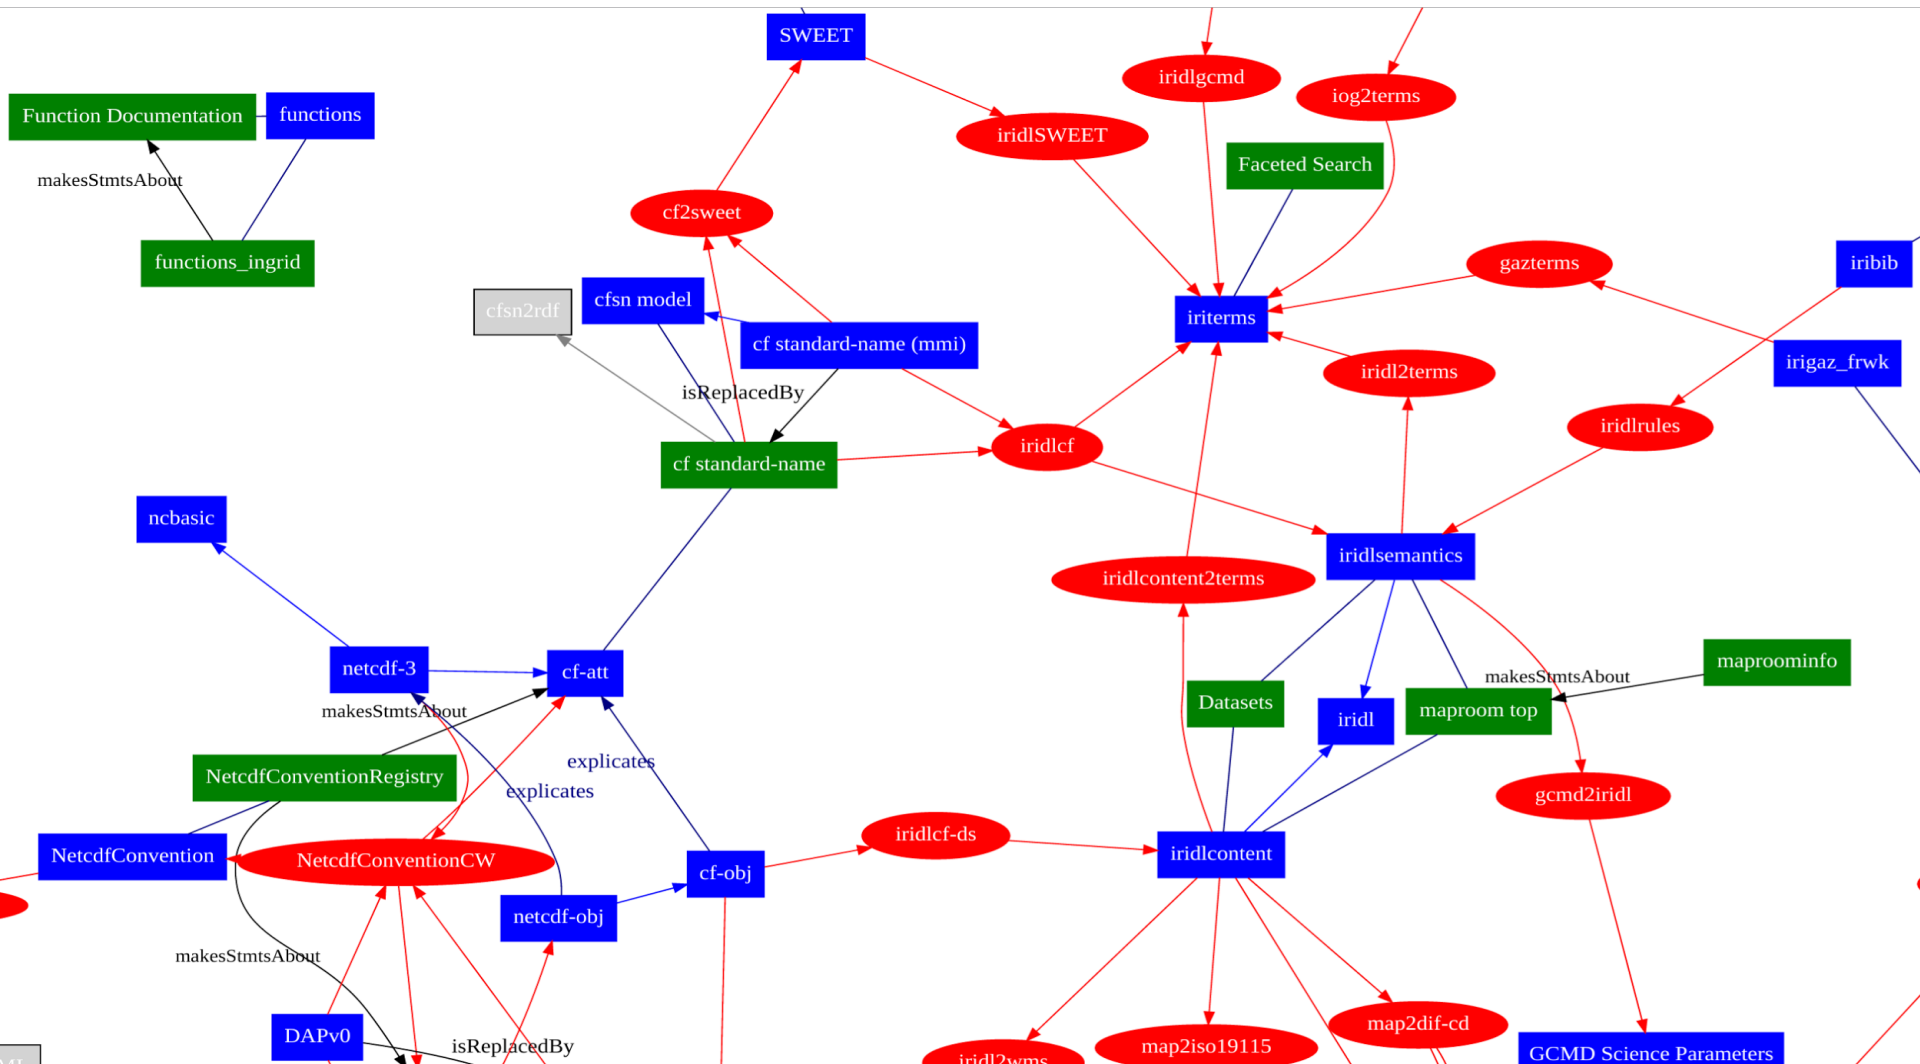 SWEET
iridlgcmd
iog2terms
Function Documentation
functions
iridlSWEET
Faceted Search
makesStmtsAbout
cf2sweet
functions_ingrid
gazterms
iribib
cfsn2rdf
cfsn model
iriterms
cf standard-name (mmi)
irigaz_frwk
iridl2terms
isReplacedBy
iridlrules
iridlcf
cf standard-name
ncbasic
iridlsemantics
iridlcontent2terms
netcdf-3
cf-att
maproominfo
makesStmtsAbout
Datasets
maproom top
iridl
makesStmtsAbout
explicates
NetcdfConventionRegistry
explicates
gcmd2iridl
iridlcf-ds
NetcdfConvention
NetcdfConventionCW
iridlcontent
cf-obj
netcdf-obj
makesStmtsAbout
map2dif-cd
DAPv0
isReplacedBy
map2iso19115
GCMD Science Parameters
iridl2wms